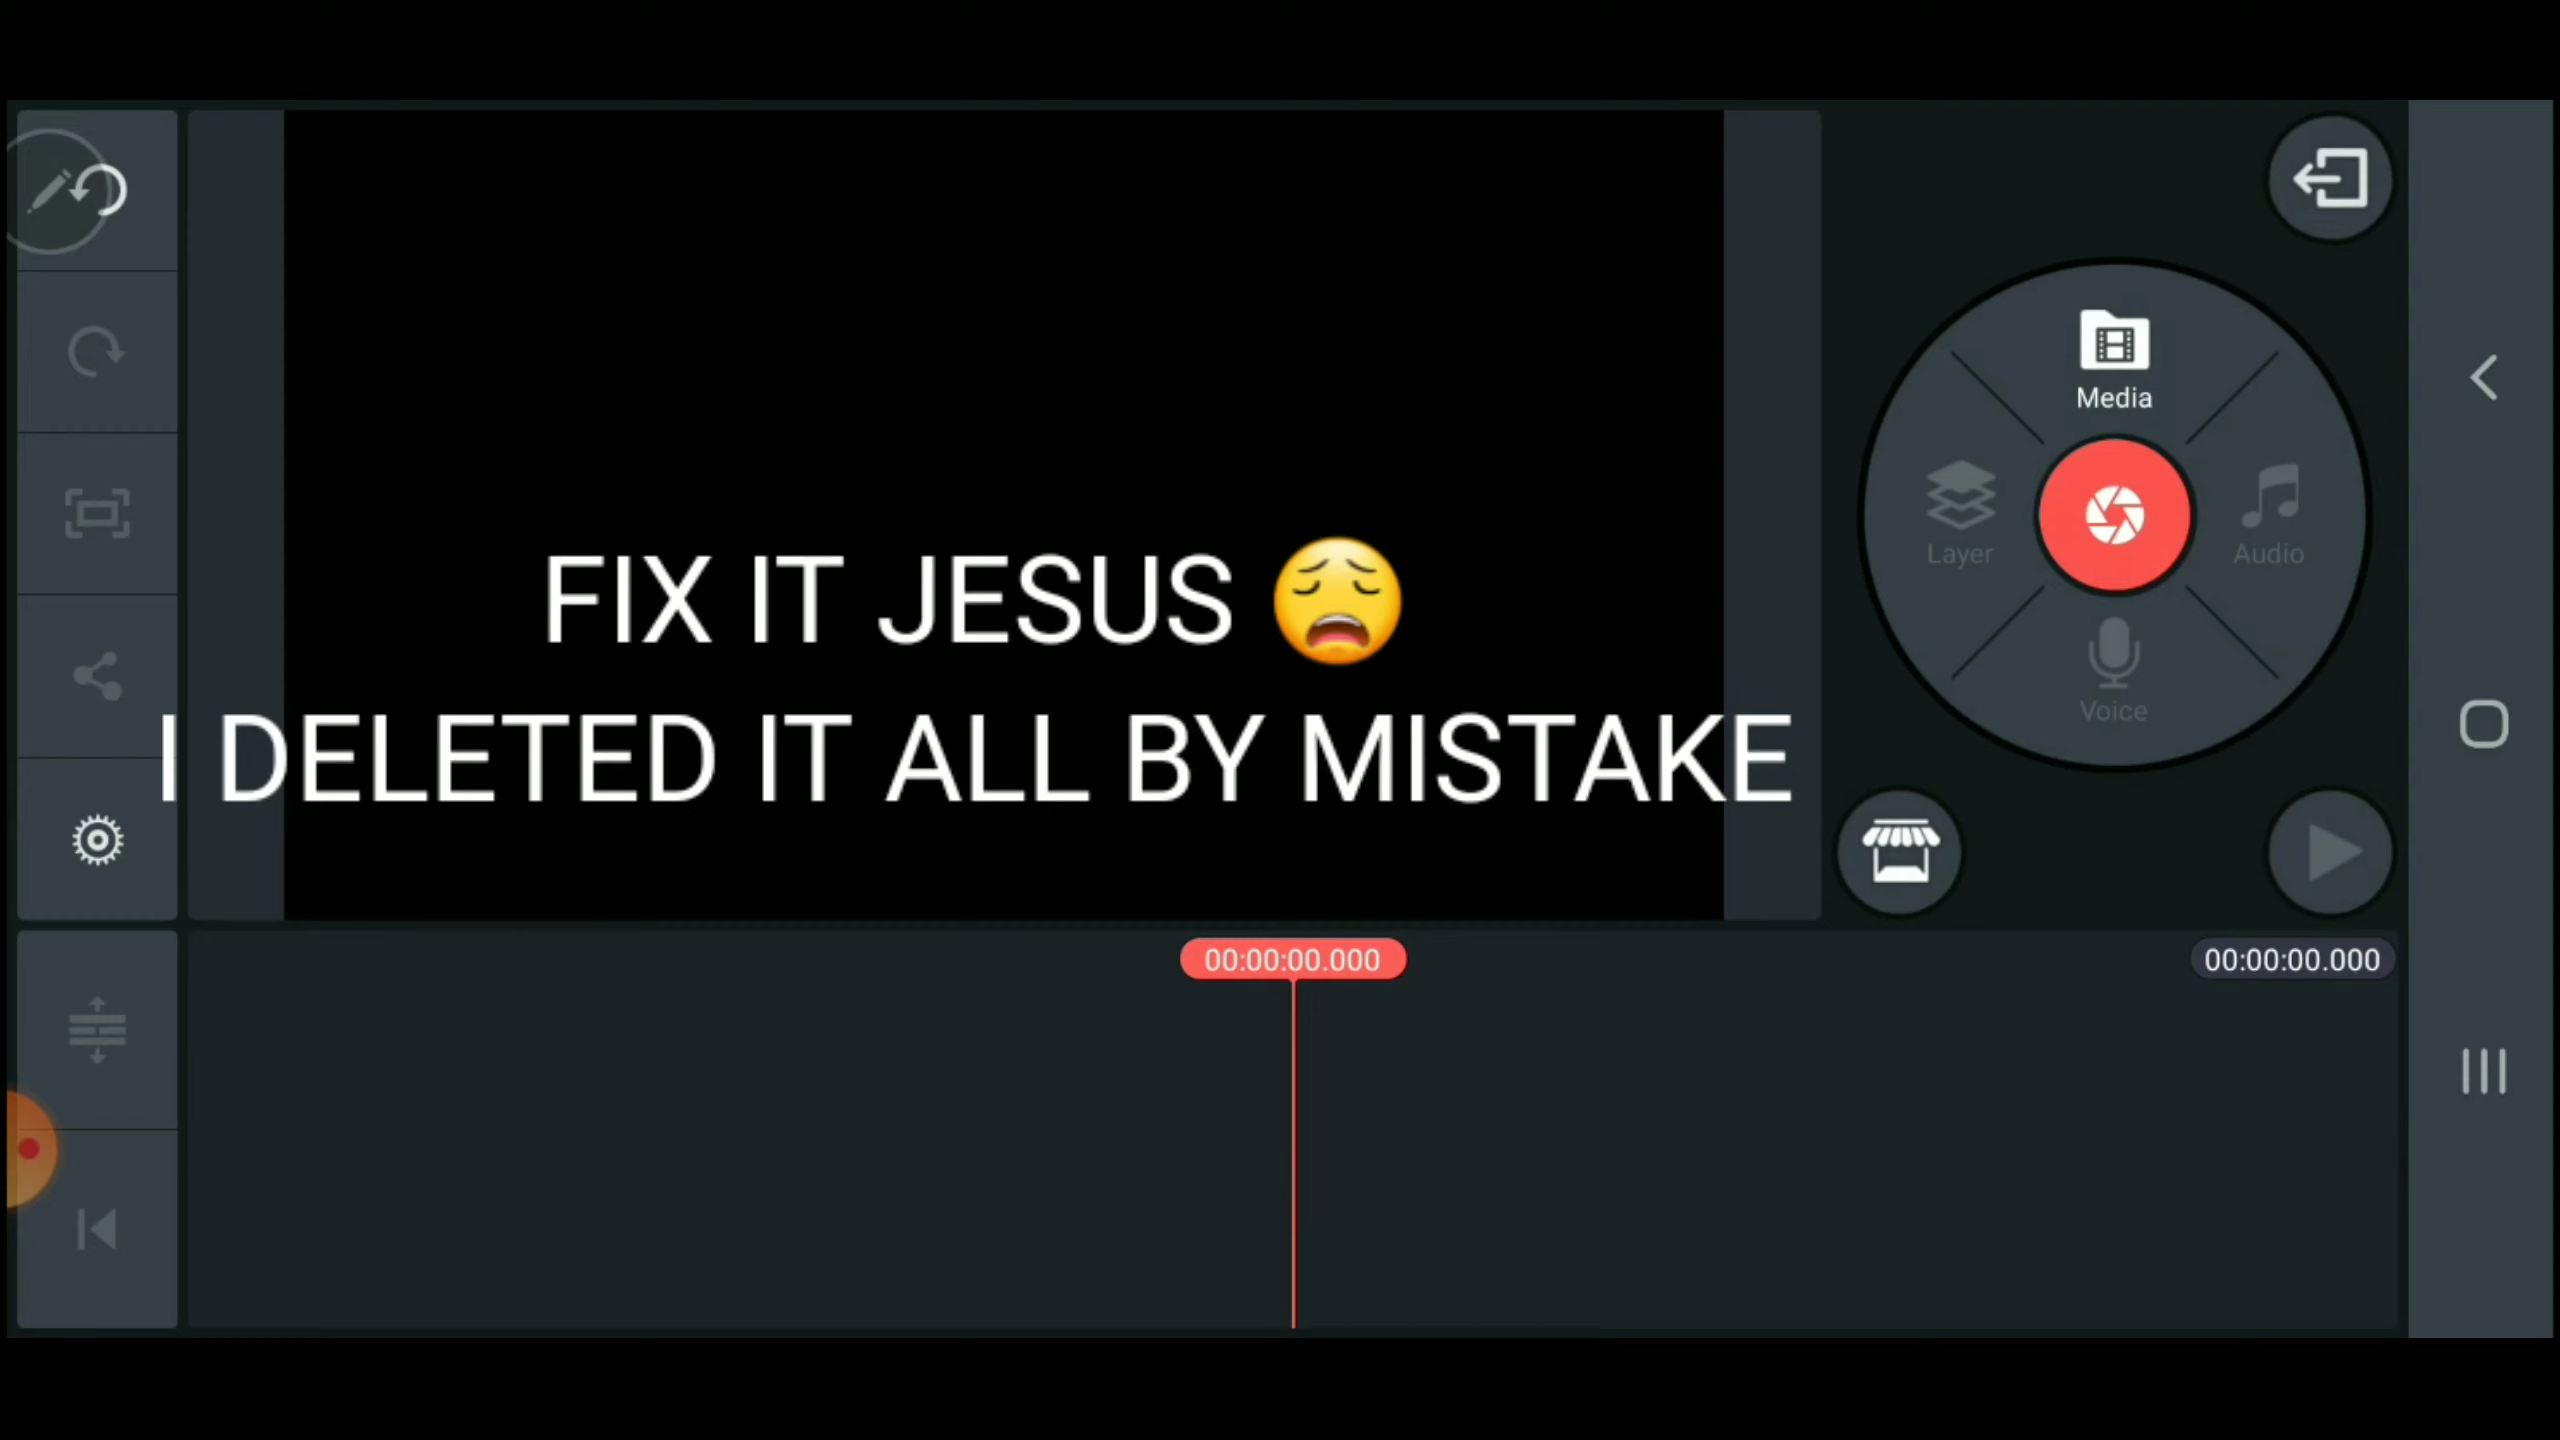 Media
Layer
Audio
Voice
FIX IT JESUS 😩
I DELETED IT ALL BY MISTAKE
00:00:00.000
00:00:00.000